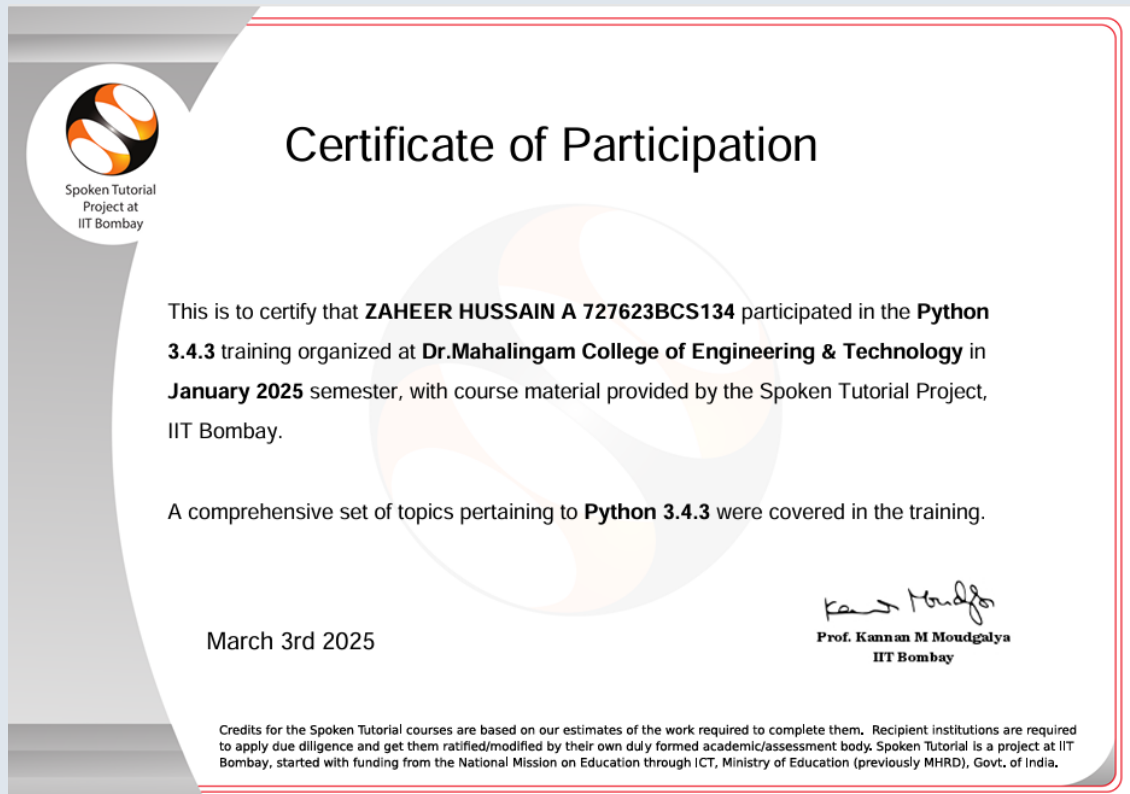 Spoken Tutorial
Project at
IIT Bombay
Certificate of Participation
This is to certify that ZAHEER HUSSAIN A 727623BCS134 participated in the Python
3.4.3 training organized at Dr.Mahalingam College of Engineering & Technology in
January 2025 semester, with course material provided by the Spoken Tutorial Project,
IIT Bombay.
A comprehensive set of topics pertaining to Python 3.4.3 were covered in the training.
March 3rd 2025
Kannan Moudgalya
Prof. Kannan M Moudgalya
IIT Bombay
Credits for the Spoken Tutorial courses are based on our estimates of the work required to complete them. Recipient institutions are required
to apply due diligence and get them ratified/modified by their own duly formed academic/assessment body. Spoken Tutorial is a project at IIT
Bombay, started with funding from the National Mission on Education through ICT, Ministry of Education (previously MHRD), Govt. of India.